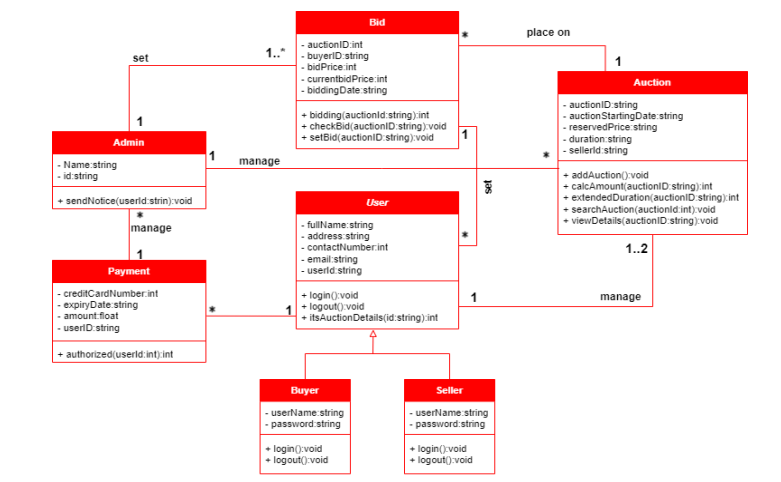 Bid
- auctionID:int
- buyerID:string
- bidPrice:int
- currentbidPrice:int
- biddingDate:string
+ bidding(auctionId:string):int
+ checkBid(auctionID:string):void
+ setBid(auctionID:string):void
*
place on
1
1..*
set
1
Auction
- auctionID:string
- auctionStartingDate:string
- reservedPrice:string
- duration:string
- sellerId:string
+ addAuction():void
+ calcAmount(auctionID:string):int
+ extendedDuration(auctionID:string):int
+ searchAuction(auctionId:int):void
+ viewDetails(auctionID:string):void
Admin
- Name:string
- id:string
+ sendNotice(userId:strin):void
1
manage
*
1
set
*
User
- fullName:string
- address:string
- contactNumber:int
- email:string
- userId:string
+ login():void
+ logout():void
+ itsAuctionDetails(id:string):int
*
manage
1
1..2
manage
1
Payment
- creditCardNumber:int
- expiryDate:string
- amount:float
- userID:string
+ authorized(userId:int):int
*
1
Buyer
- userName:string
- password:string
+ login():void
+ logout():void
Seller
- userName:string
- password:string
+ login():void
+ logout():void